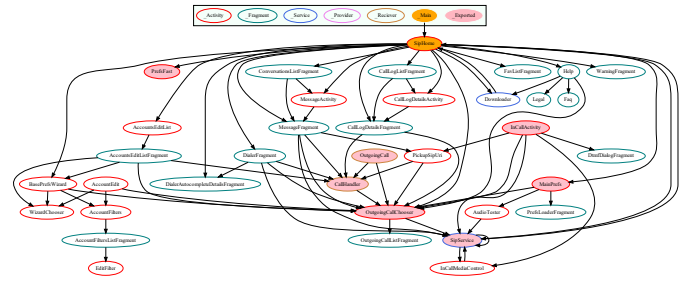 Activity Fragment Service Provider Reciever Main Exported
SipHome
PrefsFast ConversationsListFragment CallLogListFragment FavListFragment Help WarningFragment
MessageActivity CallLogDetailsActivity Downloader Legal Faq
AccountsEditList MessageFragment CallLogDetailsFragment InCallActivity
AccountsEditListFragment DialerFragment OutgoingCall PickupSipUri DtmfDialogFragment
BasePrefsWizard AccountEdit DialerAutocompleteDetailsFragment CallHandler MainPrefs
WizardChooser AccountFilters OutgoingCallChooser AudioTester PrefsLoaderFragment
AccountFiltersListFragment OutgoingCallListFragment SipService
EditFilter InCallMediaControl